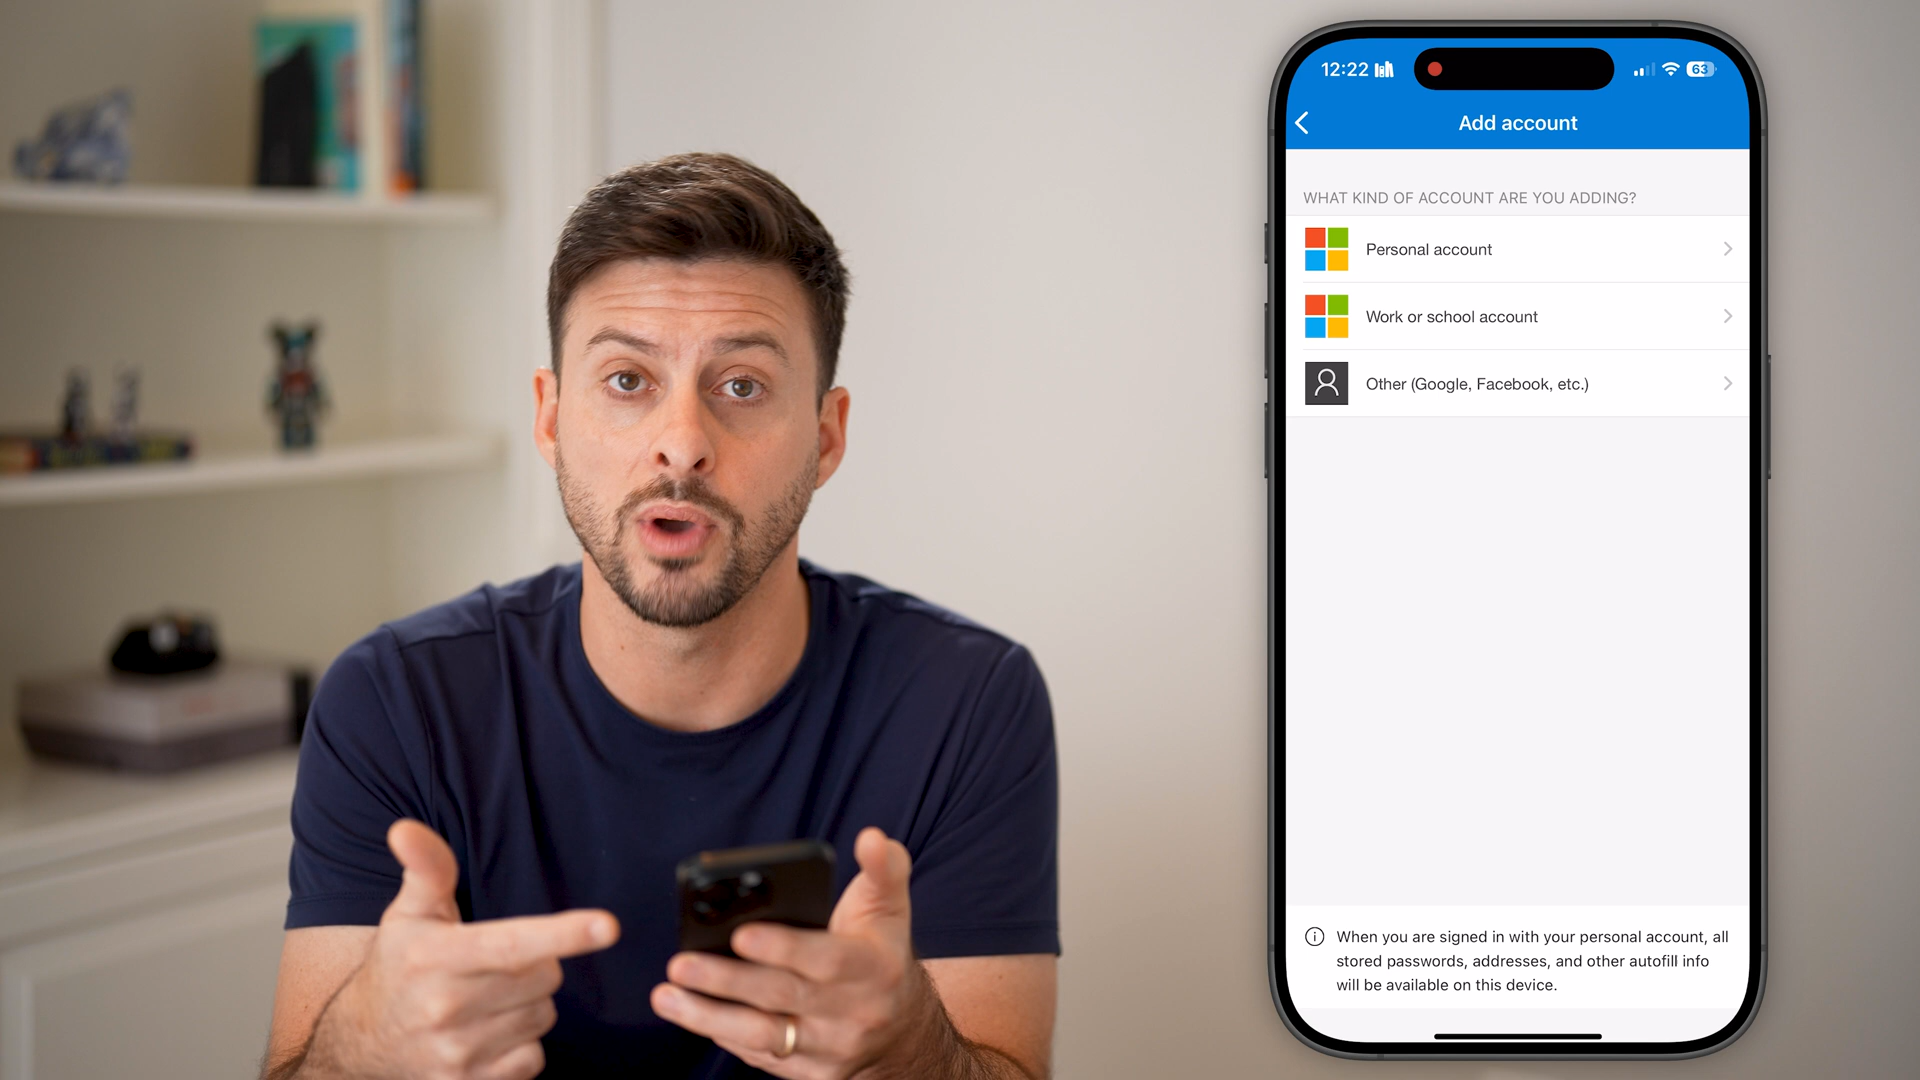 12:22
63
Add account
WHAT KIND OF ACCOUNT ARE YOU ADDING?
Personal account
Work or school account
Other (Google, Facebook, etc.)
When you are signed in with your personal account, all
stored passwords, addresses, and other autofill info
will be available on this device.